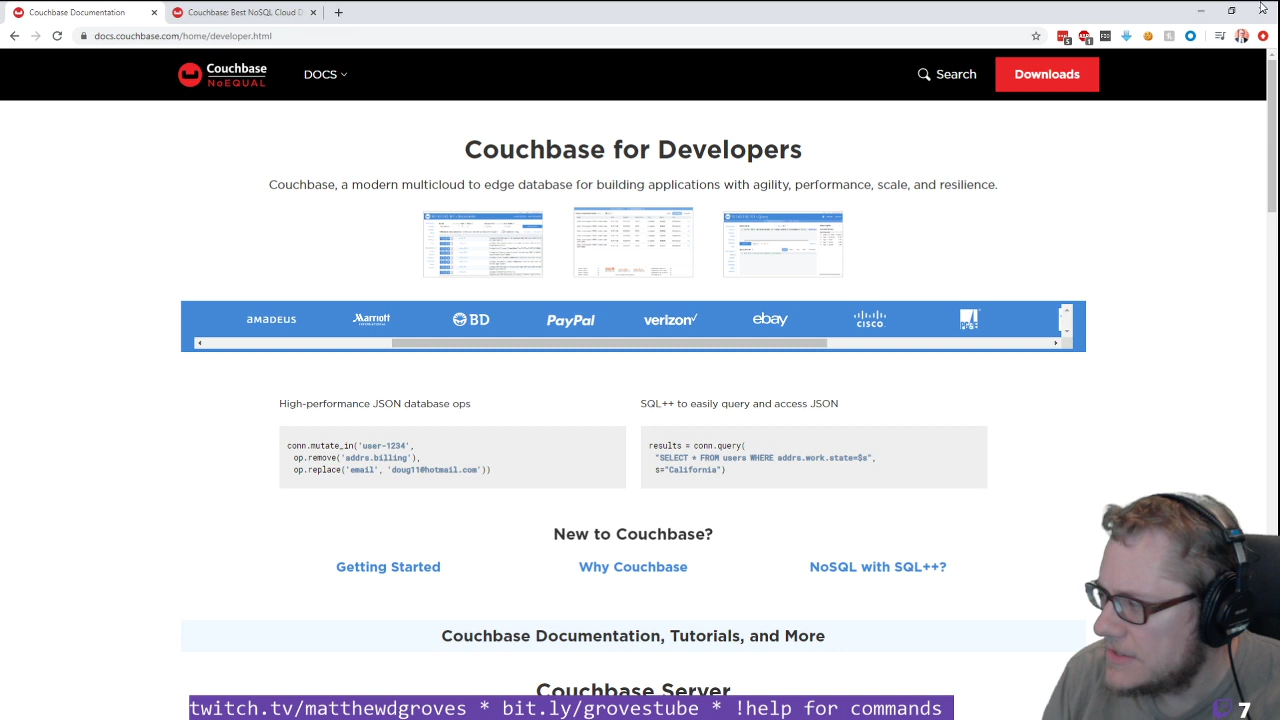 Couchbase Documentation
Couchbase: Best NoSQL Cloud D
docs.couchbase.com/home/developer.html
Couchbase
NoEQUAL
DOCS
Search
Downloads
Couchbase for Developers
Couchbase, a modern multicloud to edge database for building applications with agility, performance, scale, and resilience.
amadeus
Marriott
INTERNATIONAL
BD
PayPal
verizon
ebay
CISCO
PG&E
High-performance JSON database ops
SQL++ to easily query and access JSON
conn.mutate_in('user-1234',
op.remove('addrs.billing'),
op.replace('email', 'doug11@hotmail.com'))
results = conn.query(
"SELECT * FROM users WHERE addrs.work.state=$s",
s="California")
New to Couchbase?
Getting Started
Why Couchbase
NoSQL with SQL++?
Couchbase Documentation, Tutorials, and More
Couchbase Server
twitch.tv/matthewdgroves * bit.ly/grovestube * !help for commands
7